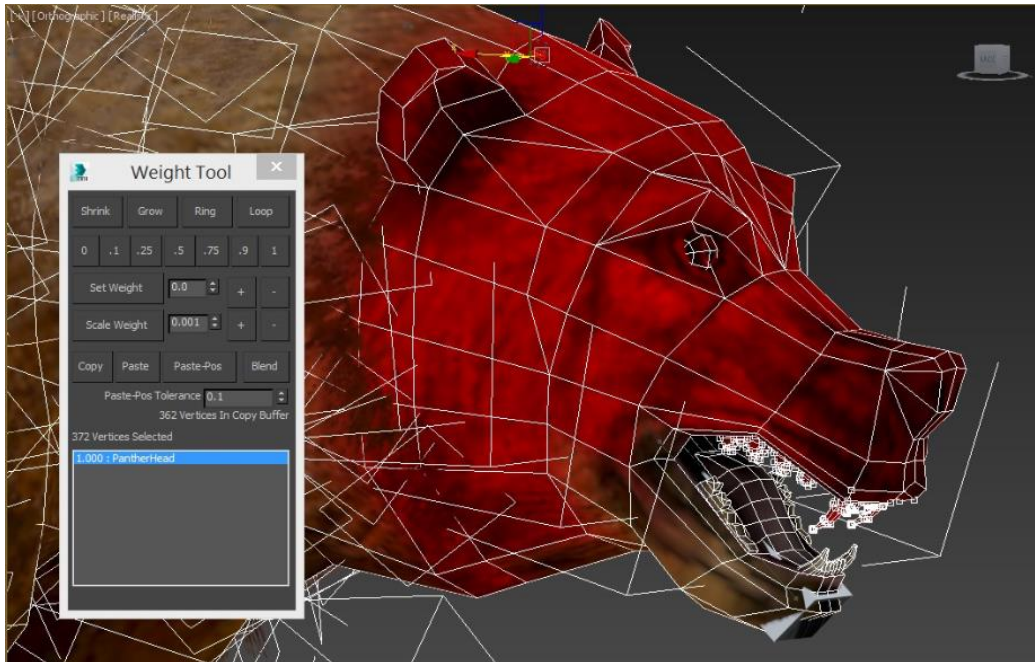 [+][Orthographic][Realistic]
Weight Tool
Shrink Grow Ring Loop
0 .1 .25 .5 .75 .9 1
Set Weight 0.0 + -
Scale Weight 0.001 + -
Copy Paste Paste-Pos Blend
Paste-Pos Tolerance 0.1
362 Vertices In Copy Buffer
372 Vertices Selected
1.000 : PantherHead